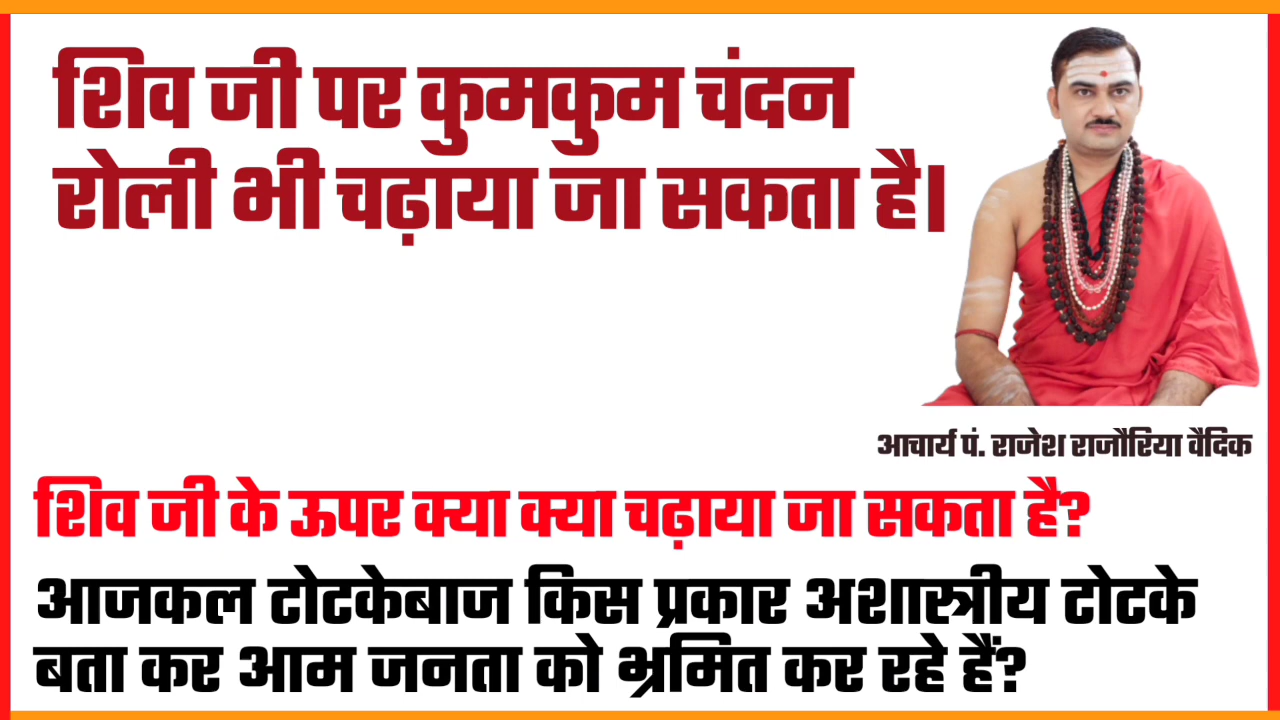 शिव जी पर कुमकुम चंदन
रोली भी चढ़ाया जा सकता है।
आचार्य पं. राजेश राजौरिया वैदिक
शिव जी के ऊपर क्या क्या चढ़ाया जा सकता है?
आजकल टोटकेबाज किस प्रकार अशास्त्रीय टोटके
बता कर आम जनता को भ्रमित कर रहे हैं?